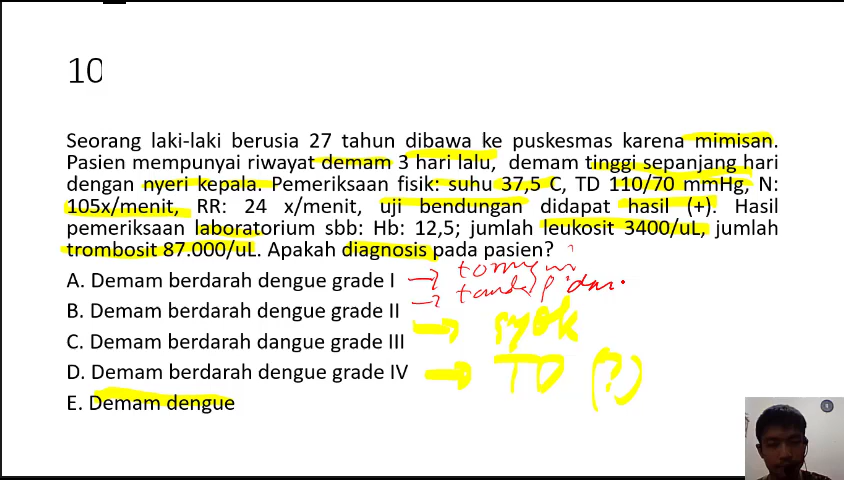 10
Seorang laki-laki berusia 27 tahun dibawa ke puskesmas karena mimisan.
Pasien mempunyai riwayat demam 3 hari lalu, demam tinggi sepanjang hari
dengan nyeri kepala. Pemeriksaan fisik: suhu 37,5 C, TD 110/70 mmHg, N:
105x/menit, RR: 24 x/menit, uji bendungan didapat hasil (+). Hasil
pemeriksaan laboratorium sbb: Hb: 12,5; jumlah leukosit 3400/uL, jumlah
trombosit 87.000/uL. Apakah diagnosis pada pasien?
A. Demam berdarah dengue grade I
B. Demam berdarah dengue grade II
C. Demam berdarah dangue grade III syok
D. Demam berdarah dengue grade IV TD (?)
E. Demam dengue